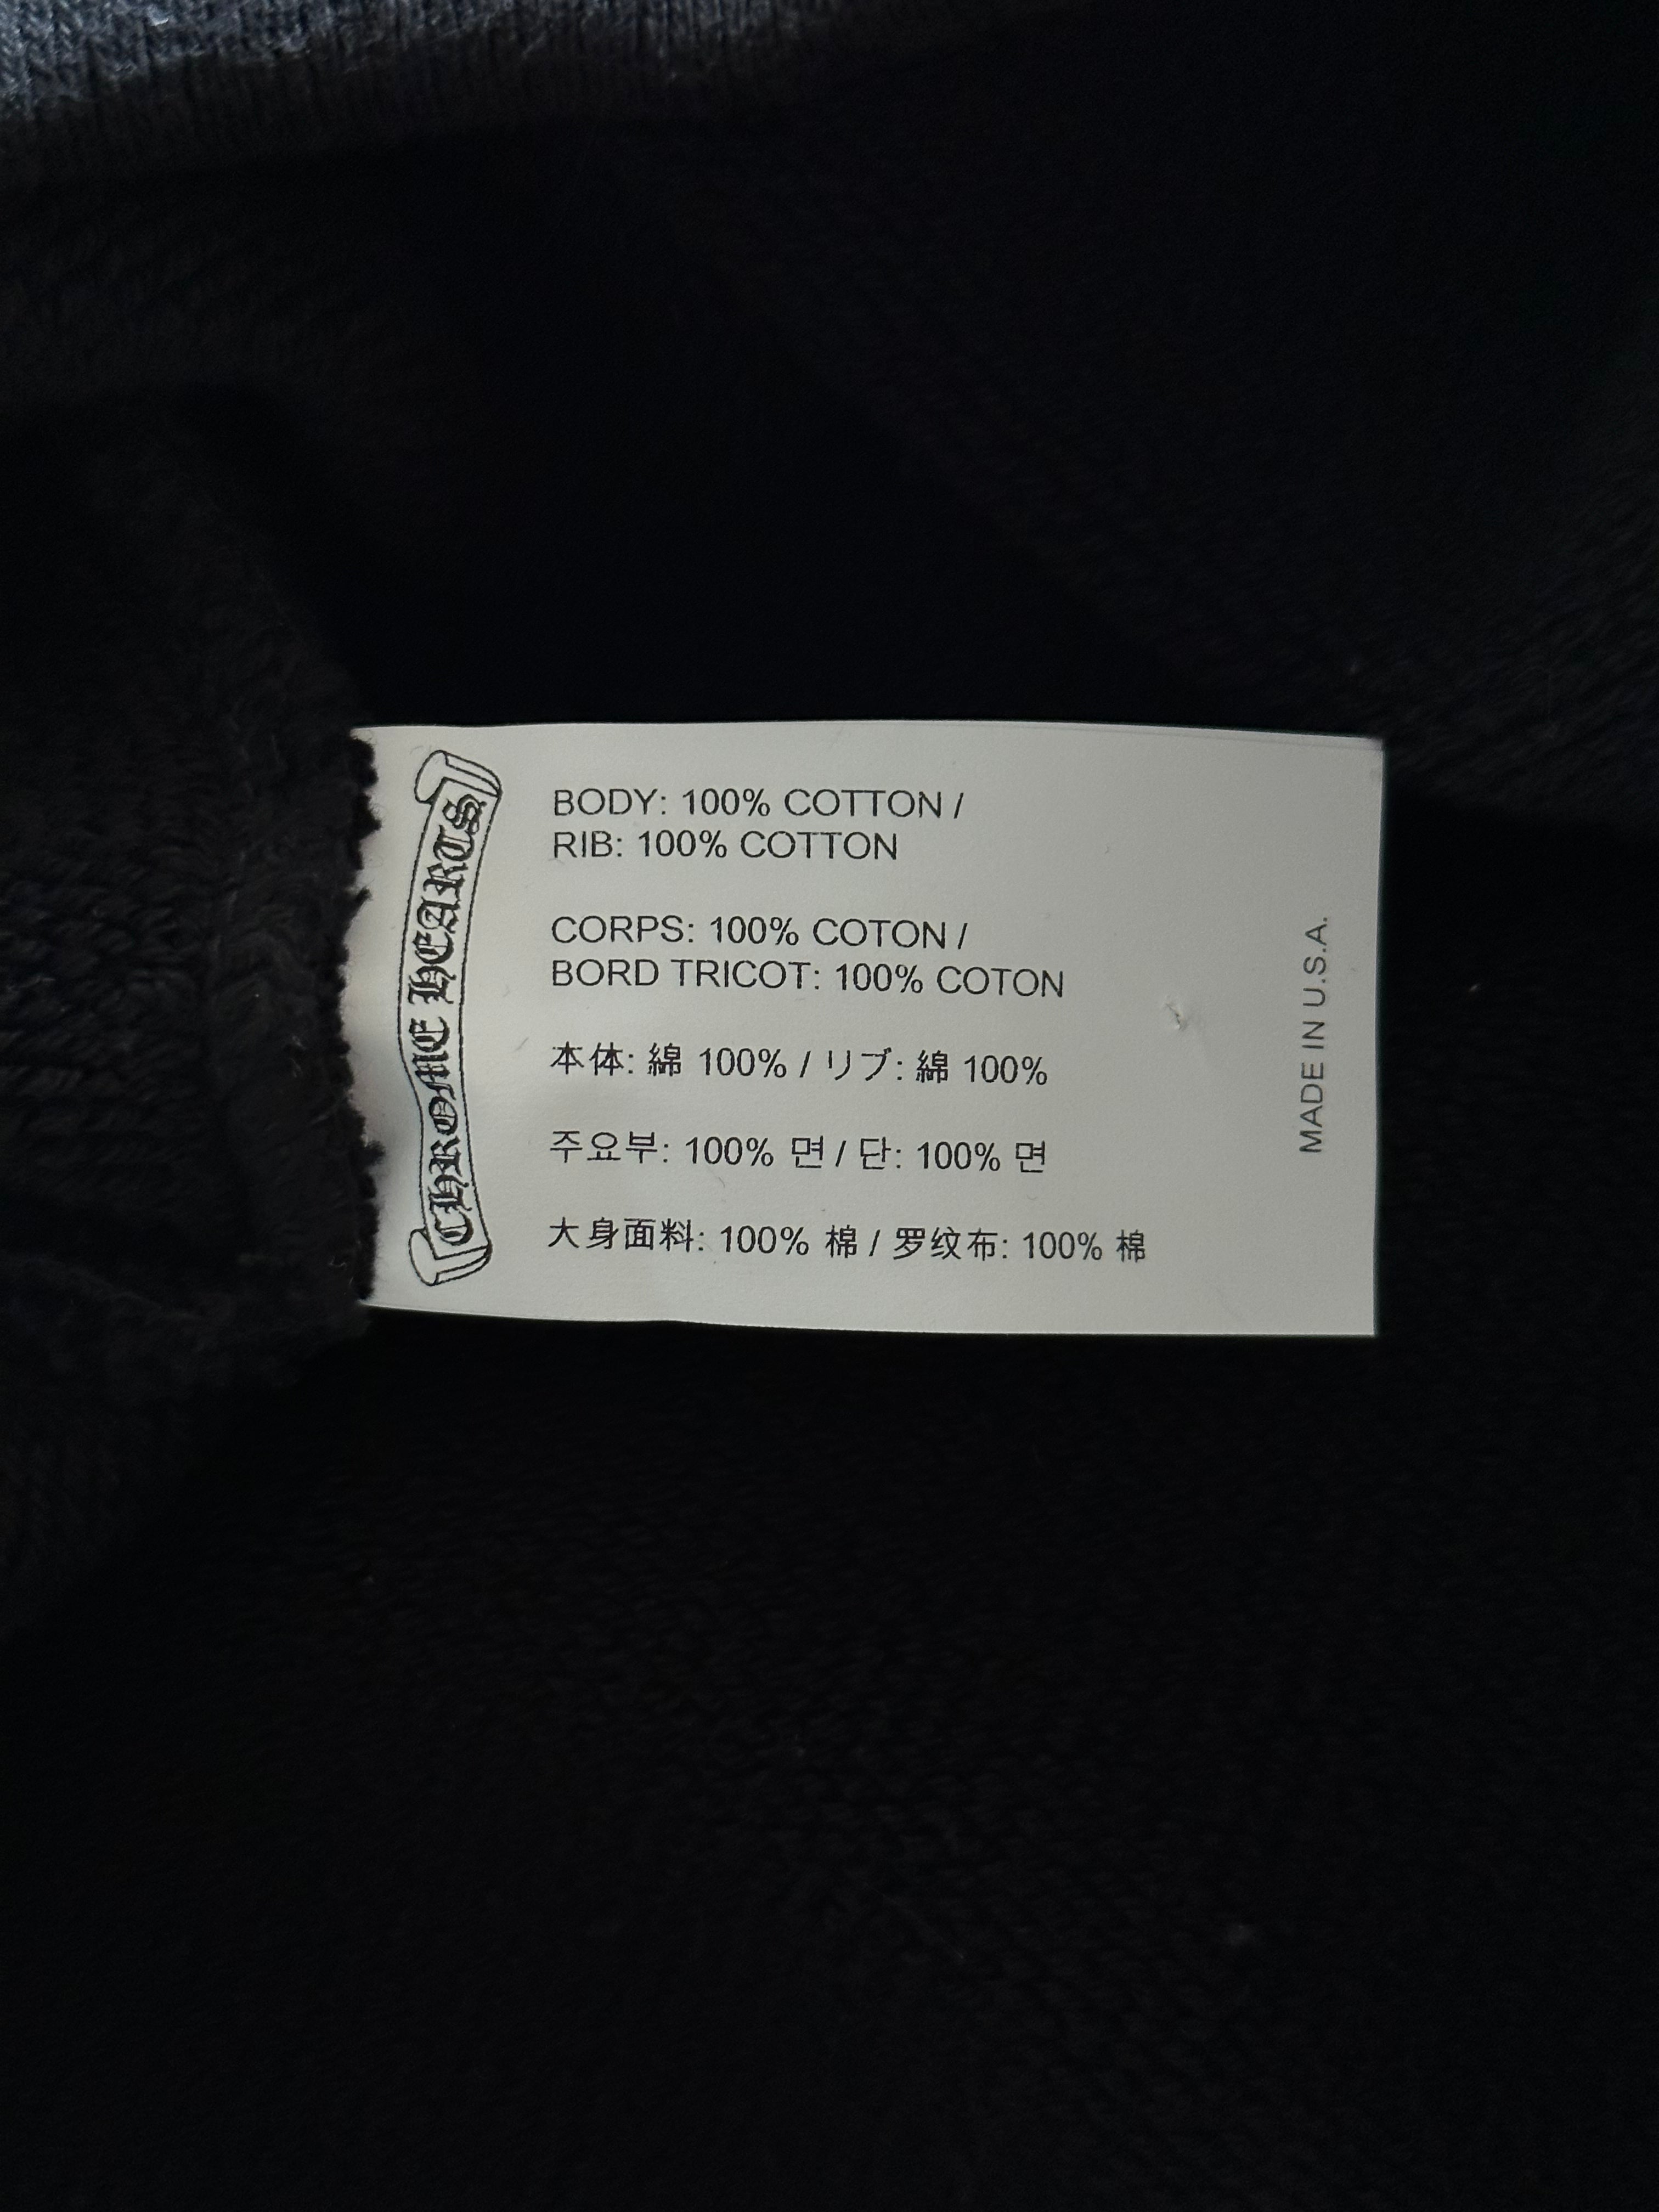 CHROME HEARTS
BODY: 100% COTTON /
RIB: 100% COTTON
CORPS: 100% COTON /
BORD TRICOT: 100% COTON
本体: 綿 100% / リブ: 綿 100%
주요부: 100% 면 / 단: 100% 면
大身面料: 100% 棉 / 罗纹布: 100% 棉
MADE IN U.S.A.